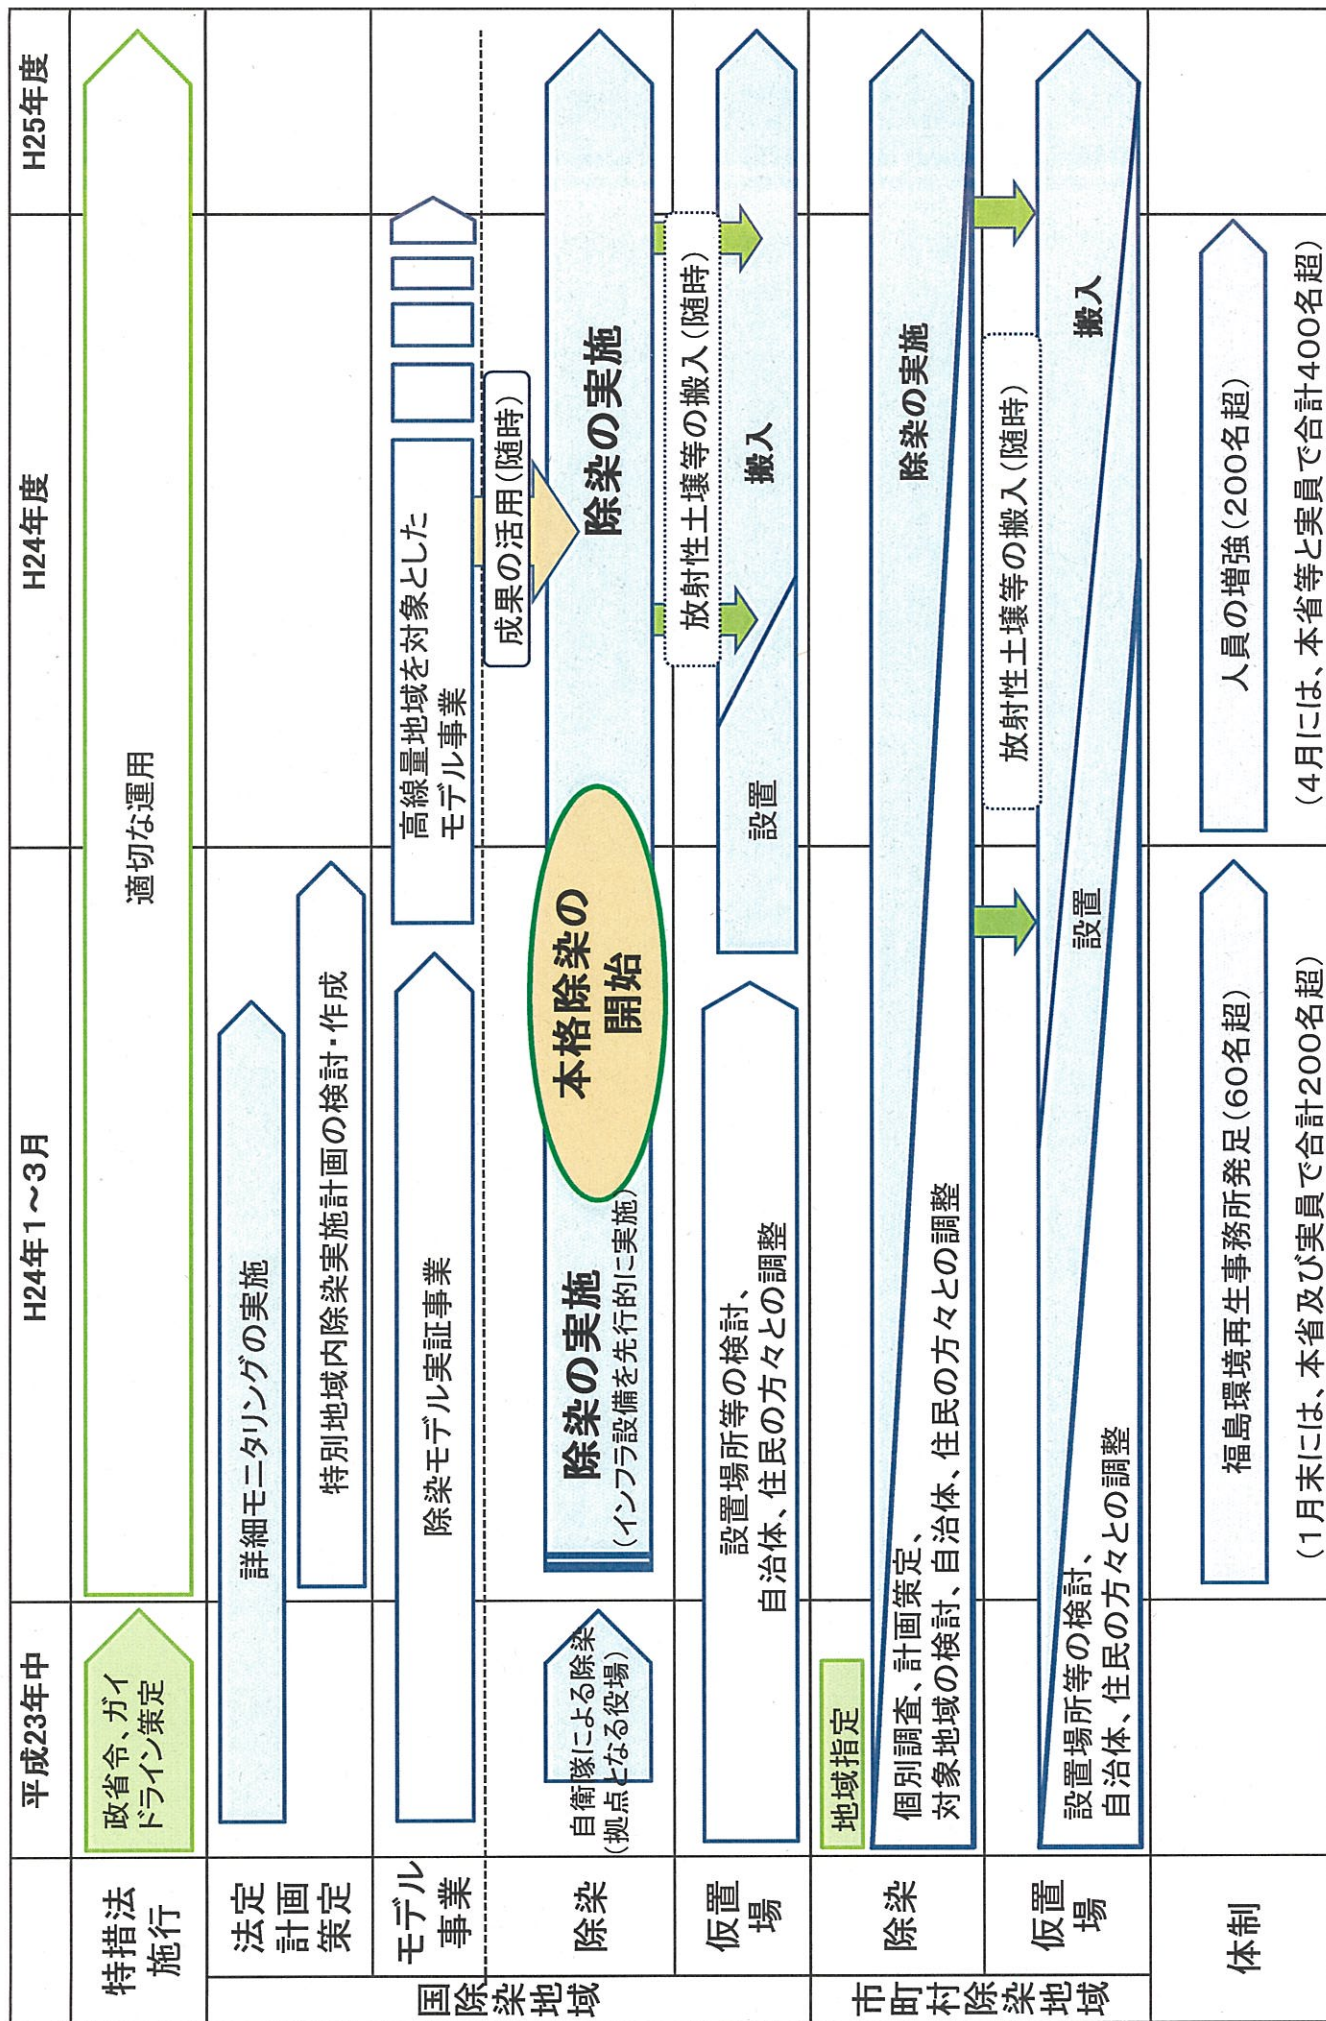 平成23年中
H24年1～3月
H24年度
H25年度
特措法
施行
政省令、ガイ
ドライン策定
適切な運用
国除染地域
法定
計画
策定
詳細モニタリングの実施
特別地域内除染実施計画の検討・作成
モデル
事業
除染モデル実証事業
高線量地域を対象とした
モデル事業
成果の活用(随時)
除染
自衛隊による除染
(拠点となる役場)
除染の実施
(インフラ設備を先行的に実施)
本格除染の
開始
除染の実施
放射性土壌等の搬入(随時)
仮置
場
設置場所等の検討、
自治体、住民の方々との調整
設置
搬入
市町村除染地域
除染
地域指定
個別調査、計画策定、
対象地域の検討、自治体、住民の方々との調整
除染の実施
放射性土壌等の搬入(随時)
仮置
場
設置場所等の検討、
自治体、住民の方々との調整
設置
搬入
体制
福島環境再生事務所発足(60名超)
人員の増強(200名超)
(1月末には、本省及び実員で合計200名超)
(4月には、本省等と実員で合計400名超)